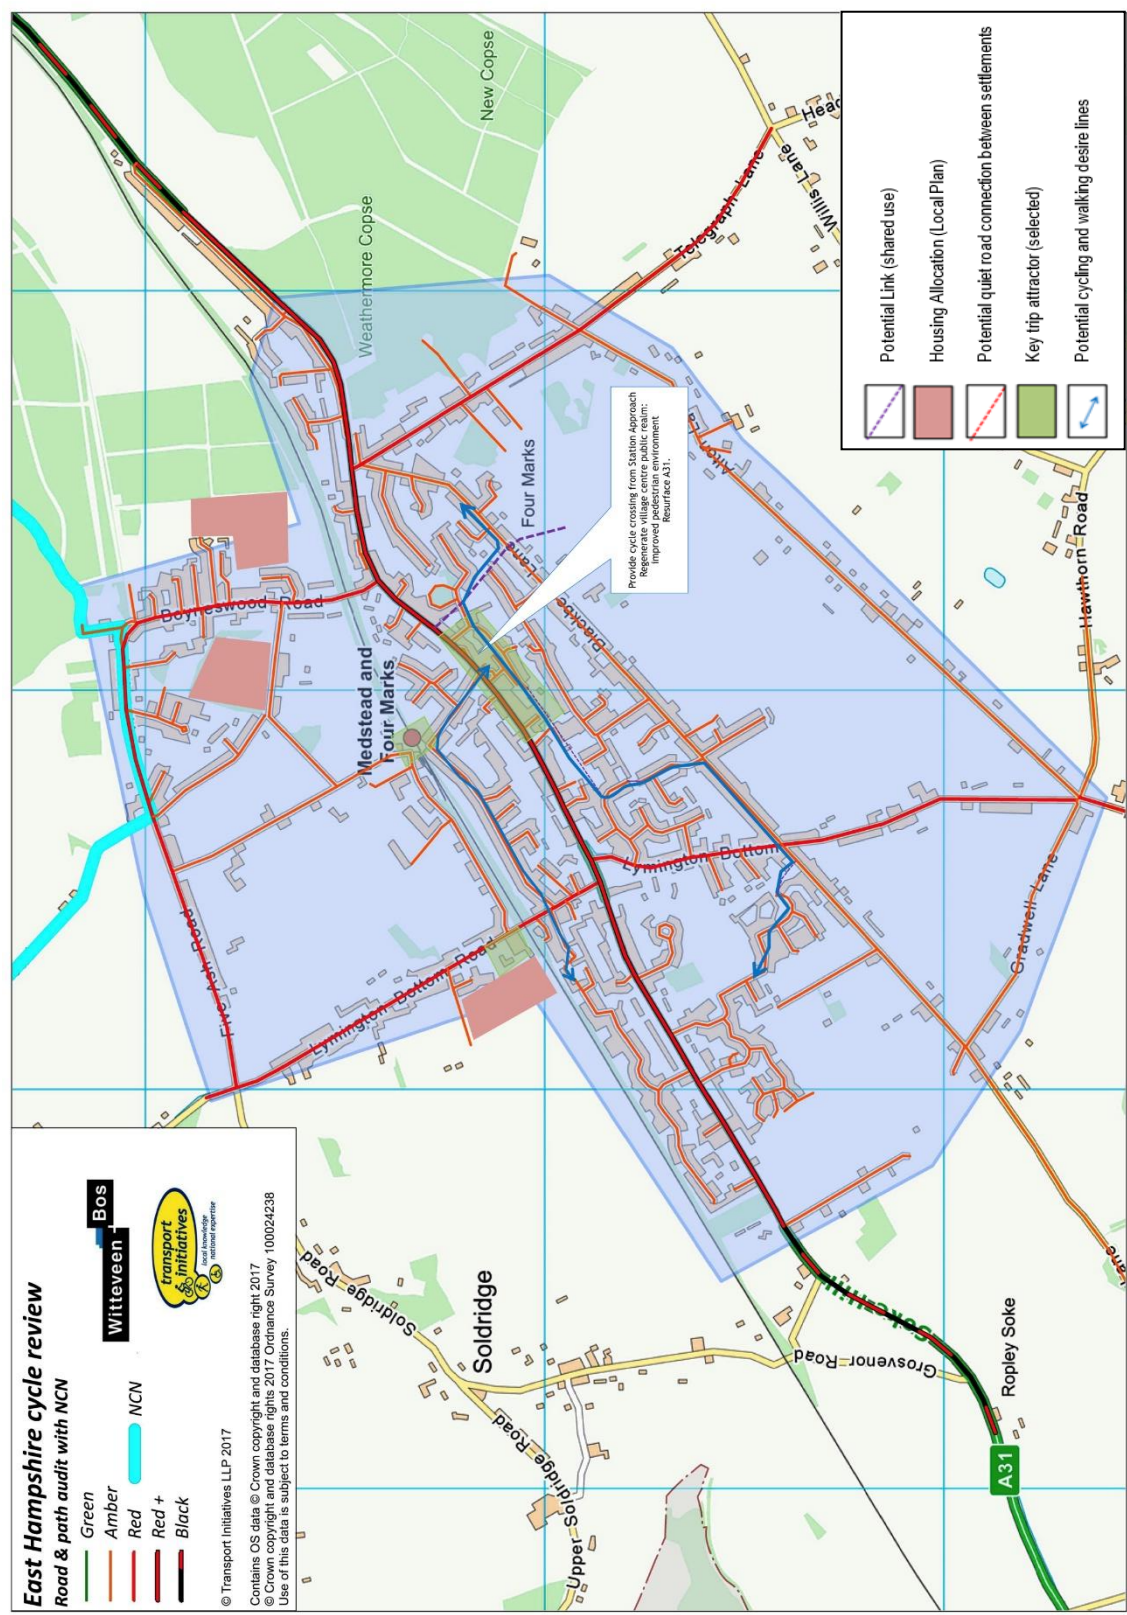 East Hampshire cycle review
Road & path audit with NCN
Green
Amber
Red
NCN
Red +
Black
Witteveen
Bos
transport
initiatives
local knowledge
national expertise
© Transport Initiatives LLP 2017
Contains OS data © Crown copyright and database right 2017
© Crown copyright and database rights 2017 Ordnance Survey 100024238
Use of this data is subject to terms and conditions.
Five Ash Road
Boyneswood Road
Lymington Bottom Road
Medstead and
Four Marks
New Copse
Weathermore Copse
Four Marks
Telegraph Lane
Willis Lane
Head
Blackberry Lane
Alton Lane
Provide cycle crossing from Station Approach
Regenerate village centre public realm:
improved pedestrian environment
Resurface A31.
Lymington Bottom
Hawthorn Road
Gradwell Lane
Soldridge Road
Soldridge
Soldridge Road
Upper Soldridge
Grosvenor Road
Soke Hill
Ropley Soke
A31
Lane
Potential Link (shared use)
Housing Allocation (Local Plan)
Potential quiet road connection between settlements
Key trip attractor (selected)
Potential cycling and walking desire lines